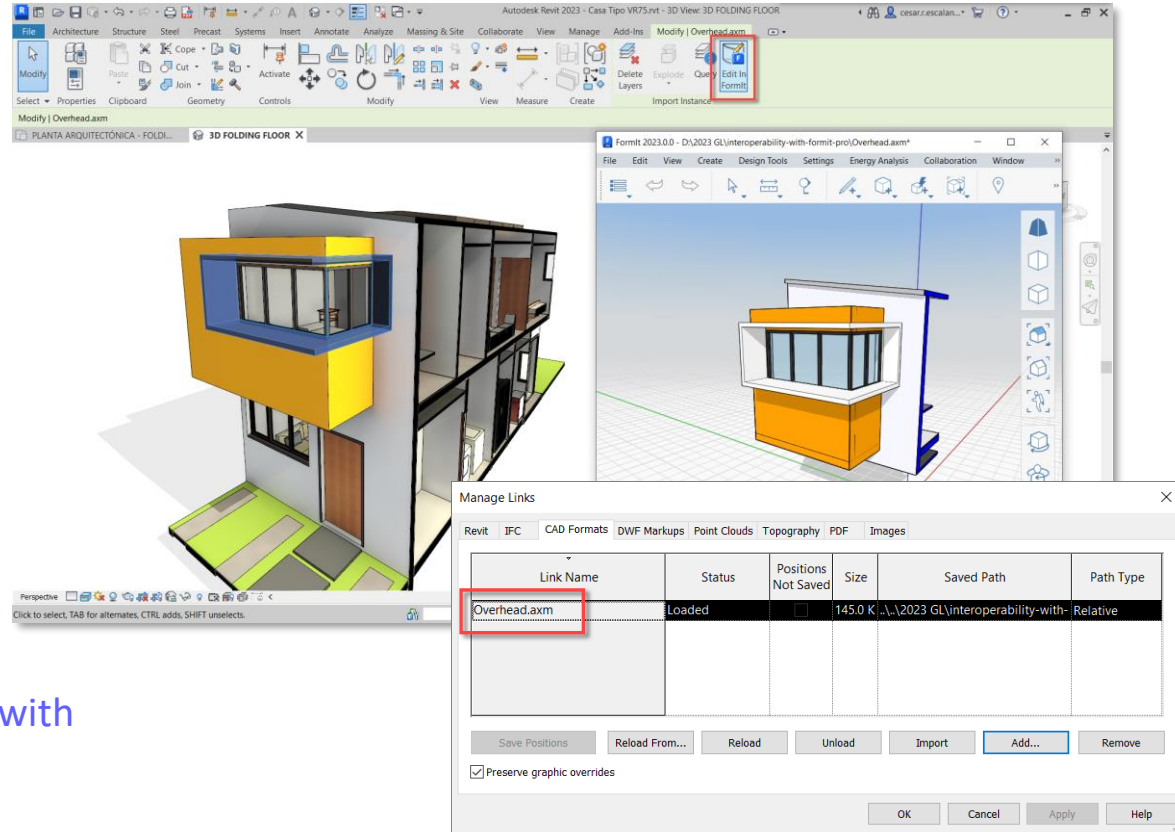 Autodesk Revit 2023 - Casa Tipo VR75.rvt - 3D View: 3D FOLDING FLOOR
cesar.r.escalan...
File Architecture Structure Steel Precast Systems Insert Annotate Analyze Massing & Site Collaborate View Manage Add-Ins Modify | Overhead.axm
Modify
Paste
Cope
Cut
Join
Activate
Delete Layers
Explode
Query
Edit In FormIt
Select Properties Clipboard Geometry Controls Modify View Measure Create Import Instance
Modify | Overhead.axm
PLANTA ARQUITECTÓNICA - FOLDI... 3D FOLDING FLOOR X
FormIt 2023.0.0 - D:\2023 GL\interoperability-with-formit-pro\Overhead.axm*
File Edit View Create Design Tools Settings Energy Analysis Collaboration Window »
Perspective
Click to select, TAB for alternates, CTRL adds, SHIFT unselects.
Manage Links
Revit IFC CAD Formats DWF Markups Point Clouds Topography PDF Images
Link Name Status Positions Not Saved Size Saved Path Path Type
Overhead.axm Loaded 145.0 K ..\..\2023 GL\interoperability-with- Relative
Save Positions Reload From... Reload Unload Import Add... Remove
Preserve graphic overrides
OK Cancel Apply Help
with